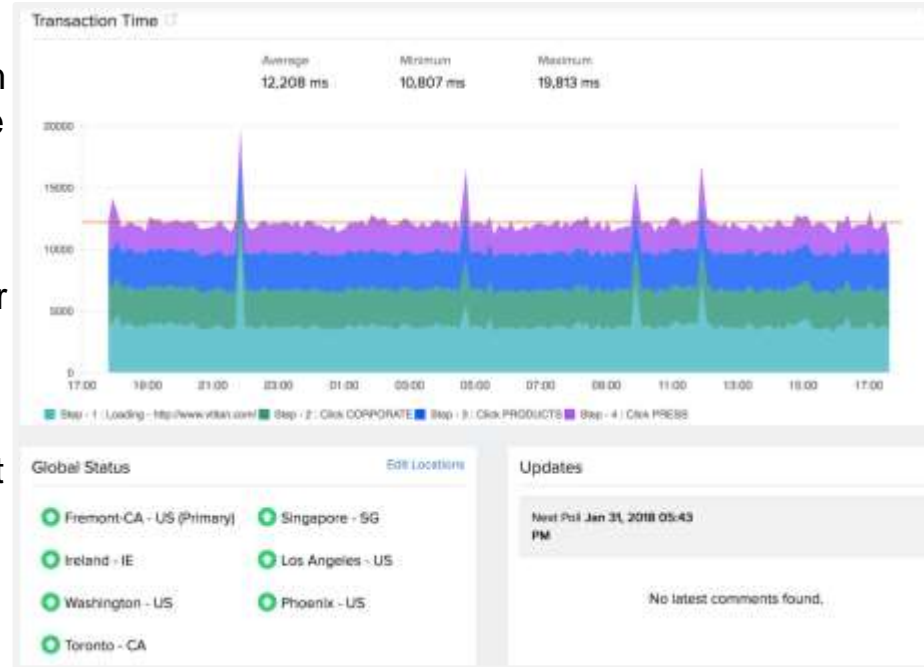 Transaction Time
Average Minimum Maximum
12,208 ms 10,807 ms 19,813 ms
20000
15000
10000
5000
0
17:00 19:00 21:00 23:00 01:00 03:00 05:00 07:00 09:00 11:00 13:00 15:00 17:00
Step - 1 : Loading - Step - 2 : Click CORPORATE Step - 3 : Click PRODUCTS Step - 4 : Click PRESS
Global Status Edit Locations
Fremont-CA - US (Primary) Singapore - SG
Ireland - IE Los Angeles - US
Washington - US Phoenix - US
Toronto - CA
Updates
Next Poll Jan 31, 2018 05:43
PM
No latest comments found.